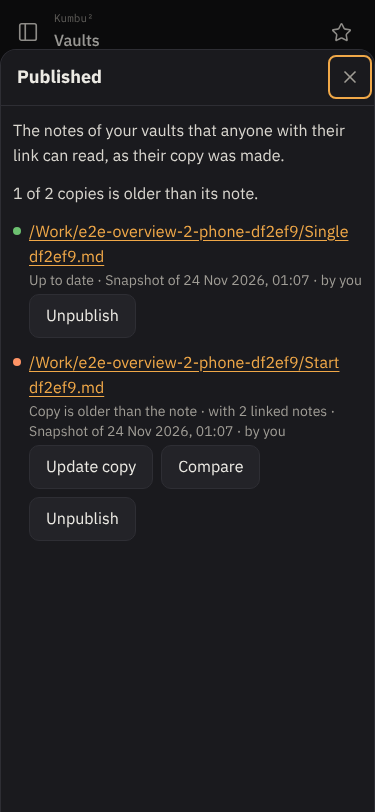 Kumbu²
Vaults
Published
The notes of your vaults that anyone with their
link can read, as their copy was made.
1 of 2 copies is older than its note.
/Work/e2e-overview-2-phone-df2ef9/Single
df2ef9.md
Up to date · Snapshot of 24 Nov 2026, 01:07 · by you
Unpublish
/Work/e2e-overview-2-phone-df2ef9/Start
df2ef9.md
Copy is older than the note · with 2 linked notes ·
Snapshot of 24 Nov 2026, 01:07 · by you
Update copy Compare
Unpublish